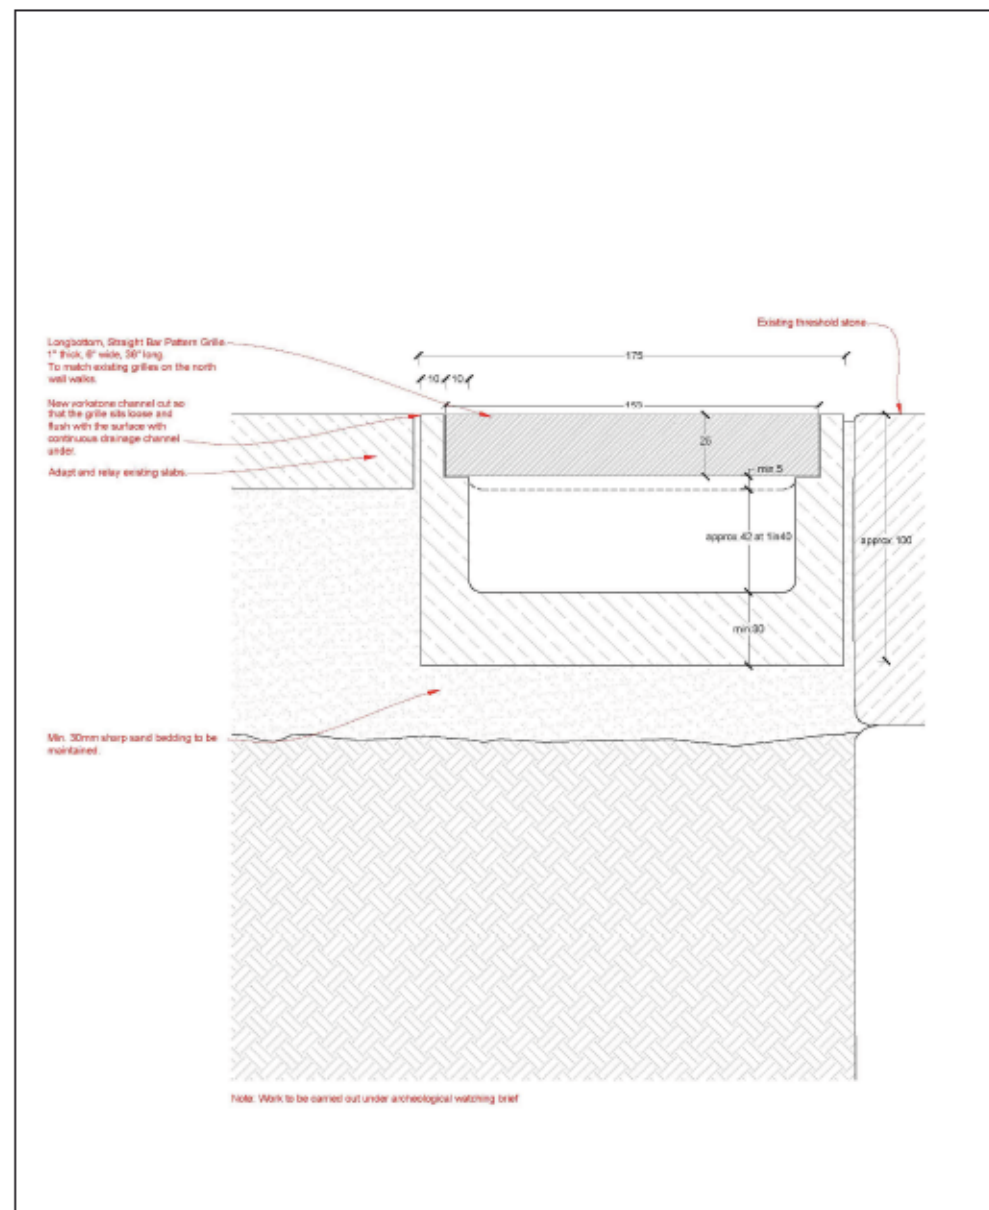 Existing threshold stone
Longbottom, Straight Bar Pattern Grille
1" thick, 6" wide, 36" long.
To match existing grilles on the north
wall walks.
New yorkstone channel cut so
that the grille sits loose and
flush with the surface with
continuous drainage channel
under.
Adapt and relay existing slabs.
175
10
10
155
26
min.5
approx.42 at 1in40
approx.100
min.30
Min. 30mm sharp sand bedding to be
maintained.
Note: Work to be carried out under archeological watching brief